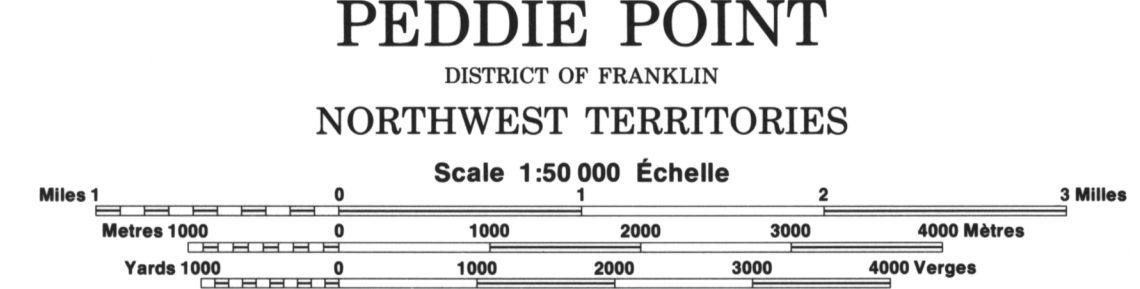 PEDDIE POINT
DISTRICT OF FRANKLIN
NORTHWEST TERRITORIES
Scale 1:50 000 Échelle
Miles 1 0 1 2 3 Milles
Metres 1000 0 1000 2000 3000 4000 Mètres
Yards 1000 0 1000 2000 3000 4000 Verges